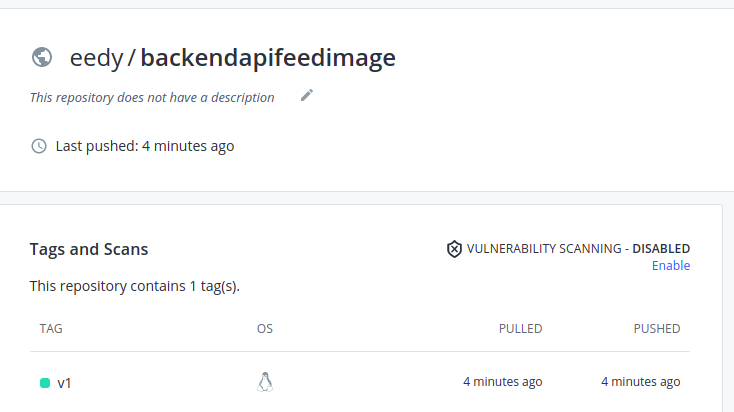 eedy / backendapifeedimage
This repository does not have a description
Last pushed: 4 minutes ago
Tags and Scans
VULNERABILITY SCANNING - DISABLED
Enable
This repository contains 1 tag(s).
TAG OS PULLED PUSHED
v1 4 minutes ago 4 minutes ago